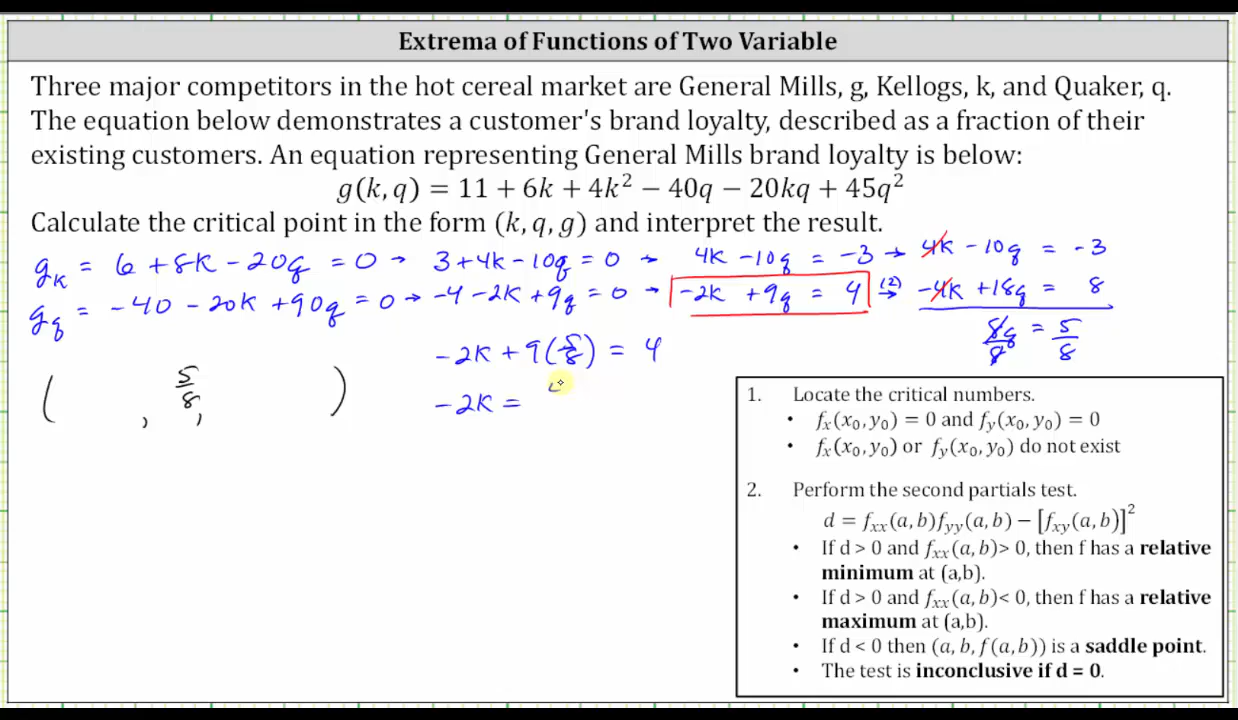 Extrema of Functions of Two Variable
Three major competitors in the hot cereal market are General Mills, g, Kellogs, k, and Quaker, q.
The equation below demonstrates a customer's brand loyalty, described as a fraction of their
existing customers. An equation representing General Mills brand loyalty is below:
g(k, q) = 11 + 6k + 4k² − 40q − 20kq + 45q²
Calculate the critical point in the form (k, q, g) and interpret the result.
g_K = 6 + 8K − 20q = 0 → 3 + 4K − 10q = 0 → 4K − 10q = −3 → 4K − 10q = −3
g_q = −40 − 20K + 90q = 0 → −4 − 2K + 9q = 0 → −2K + 9q = 4 (2)→ −4K + 18q = 8
8q/8 = 5/8
−2K + 9(5/8) = 4
( , 5/8, )
−2K =
1. Locate the critical numbers.
• fₓ(x₀, y₀) = 0 and f_y(x₀, y₀) = 0
• fₓ(x₀, y₀) or f_y(x₀, y₀) do not exist
2. Perform the second partials test.
d = fₓₓ(a, b)f_yy(a, b) − [f_xy(a, b)]²
• If d > 0 and fₓₓ(a, b)> 0, then f has a relative
minimum at (a,b).
• If d > 0 and fₓₓ(a, b)< 0, then f has a relative
maximum at (a,b).
• If d < 0 then (a, b, f(a, b)) is a saddle point.
• The test is inconclusive if d = 0.